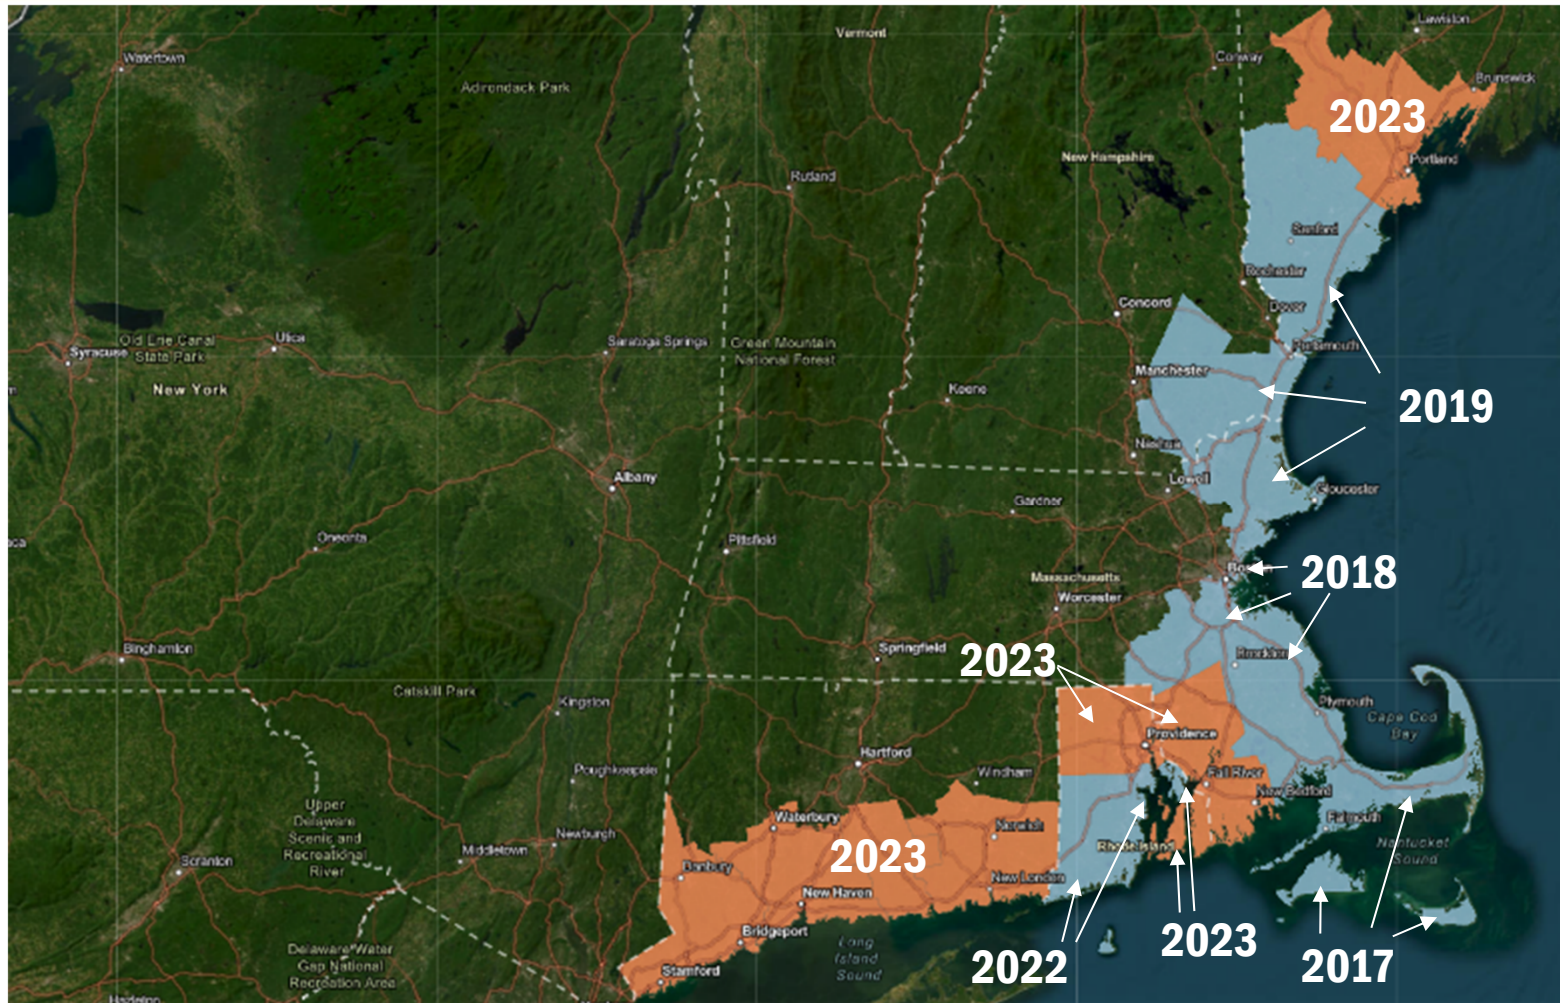 Lewiston
Vermont
Conway
Watertown
Brunswick
Adirondack Park
2023
New Hampshire
Portland
Rutland
Sanford
Rochester
Concord
Dover
Old Erie Canal
State Park
Utica
Saratoga Springs
Green Mountain
National Forest
Portsmouth
Syracuse
Manchester
New York
Keene
2019
Nashua
Albany
Lowell
Gloucester
Gardner
Oneonta
Pittsfield
2018
Massachusetts
Worcester
Binghamton
Springfield
2023
Brockton
Catskill Park
Kingston
Plymouth
Cape Cod
Bay
Providence
Hartford
Poughkeepsie
Windham
Fall River
New Bedford
Upper
Delaware
Scenic and
Recreational
River
Waterbury
Falmouth
Newburgh
Norwich
Nantucket
Sound
Rhode Island
Middletown
2023
Scranton
Danbury
New London
New Haven
Bridgeport
Long
Island
Sound
2023
Delaware Water
Gap National
Recreation Area
2022
2017
Stamford
Hazleton